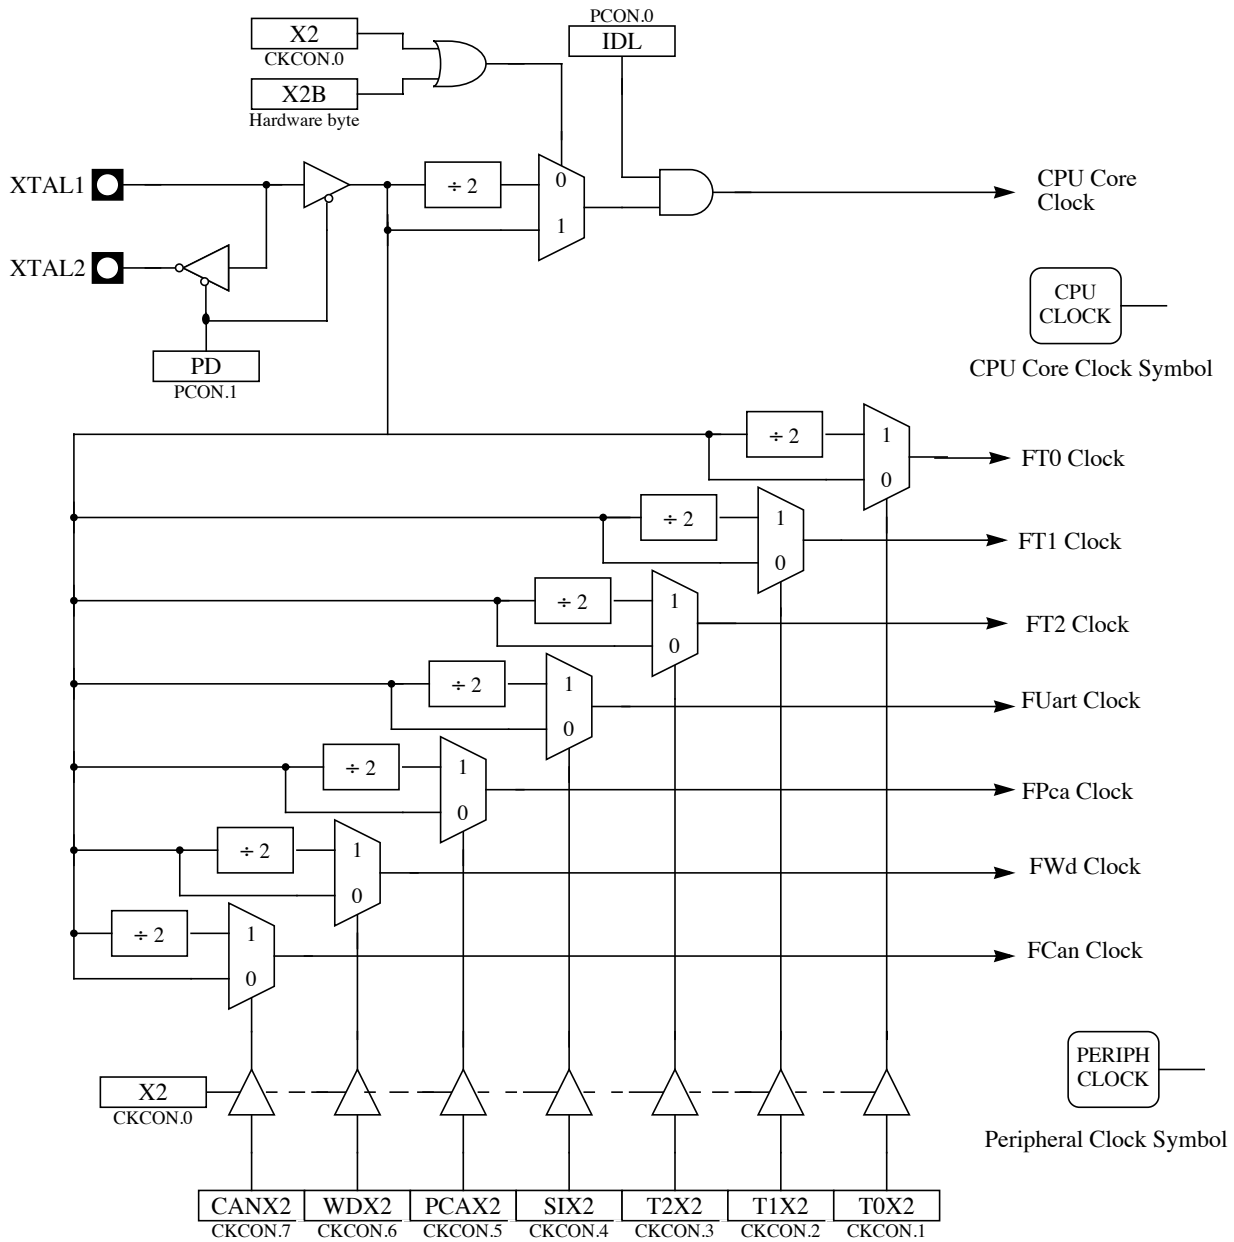 PCON.0
X2
IDL
CKCON.0
X2B
Hardware byte
XTAL1
÷ 2
0
CPU Core
Clock
1
XTAL2
CPU
CLOCK
PD
CPU Core Clock Symbol
PCON.1
÷ 2
1
FT0 Clock
0
÷ 2
1
FT1 Clock
0
÷ 2
1
FT2 Clock
0
÷ 2
1
FUart Clock
0
÷ 2
1
FPca Clock
0
÷ 2
1
FWd Clock
0
÷ 2
1
FCan Clock
0
PERIPH
CLOCK
X2
CKCON.0
Peripheral Clock Symbol
CANX2 WDX2 PCAX2 SIX2 T2X2 T1X2 T0X2
CKCON.7 CKCON.6 CKCON.5 CKCON.4 CKCON.3 CKCON.2 CKCON.1